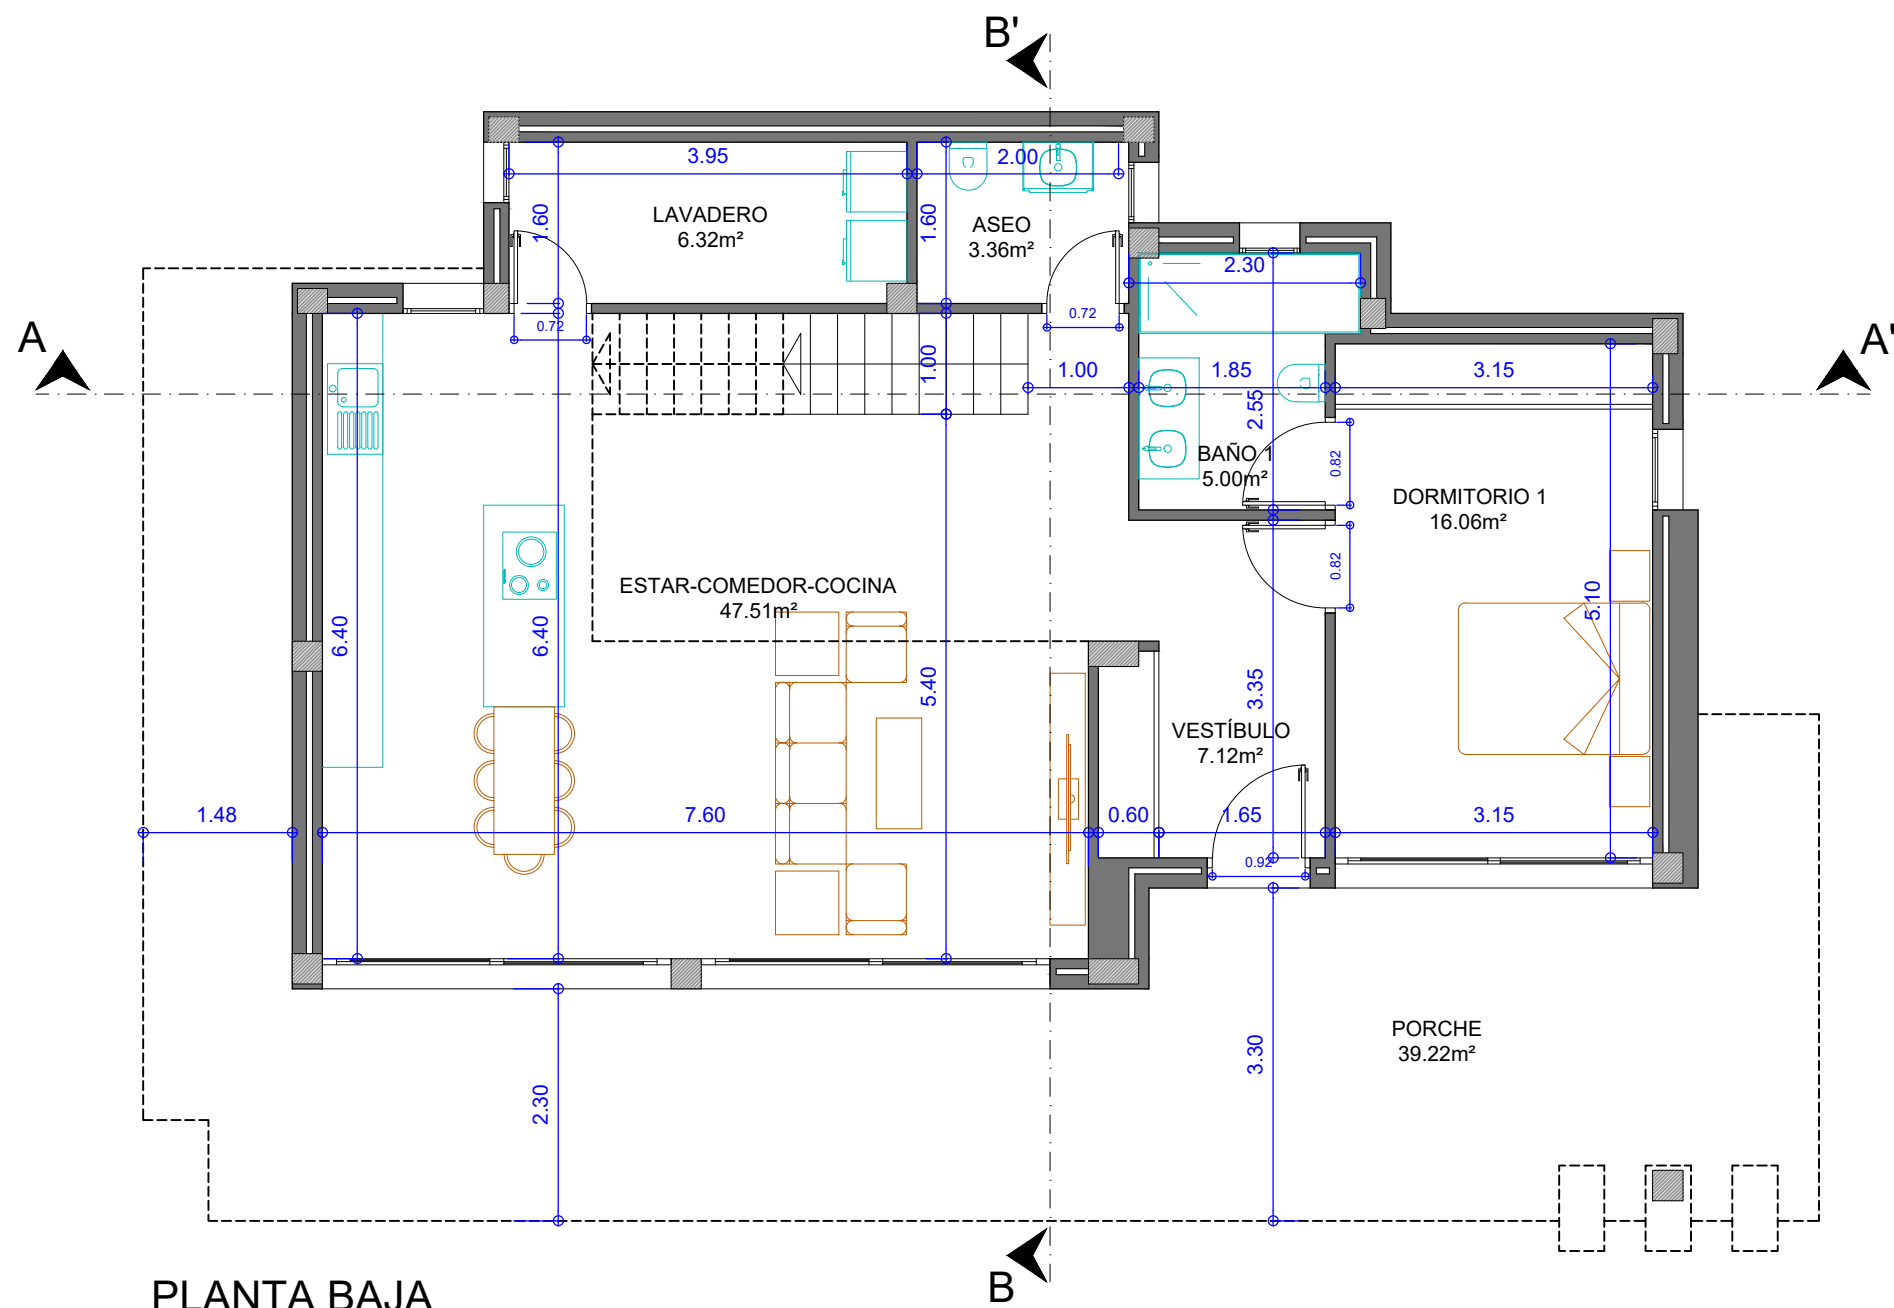 B'
3.95
2.00
LAVADERO
6.32m²
1.60
1.60
ASEO
3.36m²
2.30
A
0.72
0.72
A'
1.00
1.00
1.85
3.15
2.55
BAÑO 1
5.00m²
0.82
DORMITORIO 1
16.06m²
0.82
ESTAR-COMEDOR-COCINA
47.51m²
5.10
6.40
6.40
5.40
3.35
VESTÍBULO
7.12m²
1.48
7.60
0.60
1.65
3.15
0.92
PORCHE
39.22m²
3.30
2.30
B
PLANTA BAJA